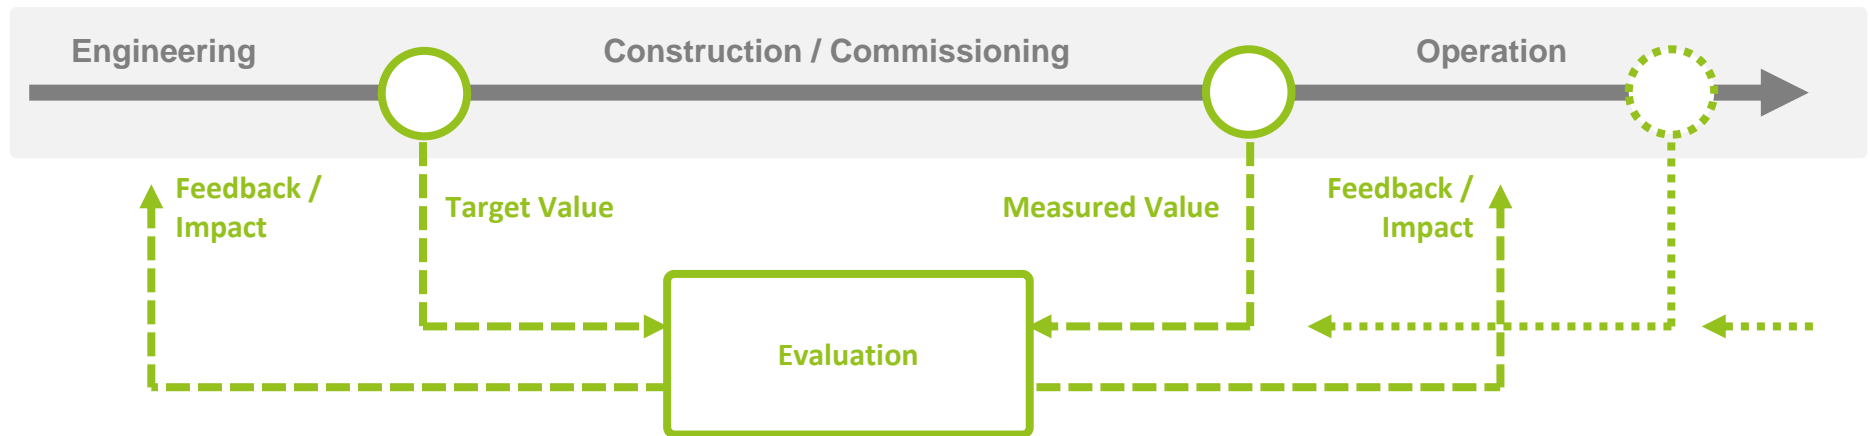 Engineering
Construction / Commissioning
Operation
Feedback /
Impact
Target Value
Measured Value
Feedback /
Impact
Evaluation